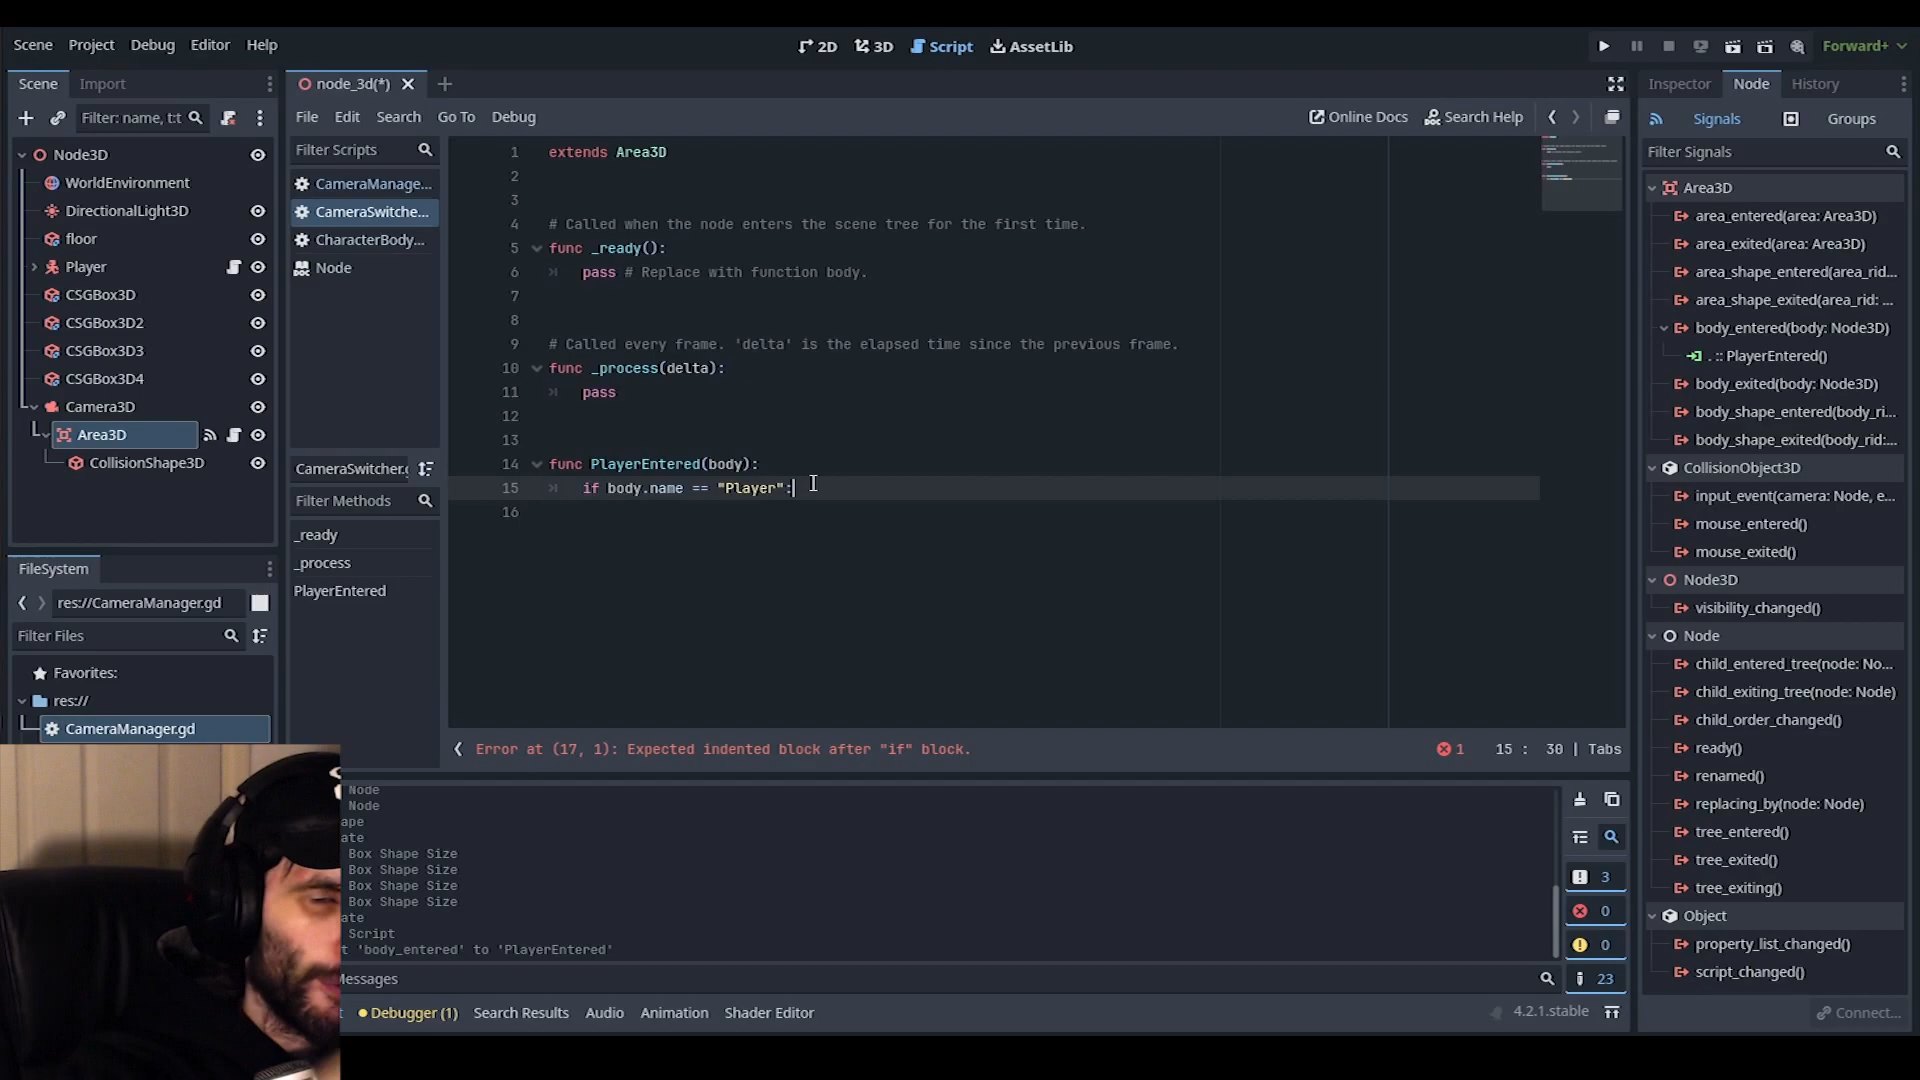 Scene Project Debug Editor Help
2D 3D Script AssetLib
Forward+
Scene Import
Filter: name, t:t
Node3D
WorldEnvironment
DirectionalLight3D
floor
Player
CSGBox3D
CSGBox3D2
CSGBox3D3
CSGBox3D4
Camera3D
Area3D
CollisionShape3D
FileSystem
res://CameraManager.gd
Filter Files
Favorites:
res://
CameraManager.gd
node_3d(*)
File Edit Search Go To Debug
Online Docs Search Help
Filter Scripts
CameraManage...
CameraSwitche...
CharacterBody...
Node
CameraSwitcher.g
Filter Methods
_ready
_process
PlayerEntered
1 extends Area3D
2
3
4 # Called when the node enters the scene tree for the first time.
5 func _ready():
6 pass # Replace with function body.
7
8
9 # Called every frame. 'delta' is the elapsed time since the previous frame.
10 func _process(delta):
11 pass
12
13
14 func PlayerEntered(body):
15 if body.name == "Player":
16
Error at (17, 1): Expected indented block after "if" block.
1 15 : 30 | Tabs
Node
Node
ape
ate
Box Shape Size
Box Shape Size
Box Shape Size
Box Shape Size
ate
Script
t 'body_entered' to 'PlayerEntered'
Messages
3
0
0
23
Debugger (1) Search Results Audio Animation Shader Editor
4.2.1.stable
Inspector Node History
Signals Groups
Filter Signals
Area3D
area_entered(area: Area3D)
area_exited(area: Area3D)
area_shape_entered(area_rid...
area_shape_exited(area_rid: ...
body_entered(body: Node3D)
. :: PlayerEntered()
body_exited(body: Node3D)
body_shape_entered(body_ri...
body_shape_exited(body_rid:...
CollisionObject3D
input_event(camera: Node, e...
mouse_entered()
mouse_exited()
Node3D
visibility_changed()
Node
child_entered_tree(node: No...
child_exiting_tree(node: Node)
child_order_changed()
ready()
renamed()
replacing_by(node: Node)
tree_entered()
tree_exited()
tree_exiting()
Object
property_list_changed()
script_changed()
Connect...